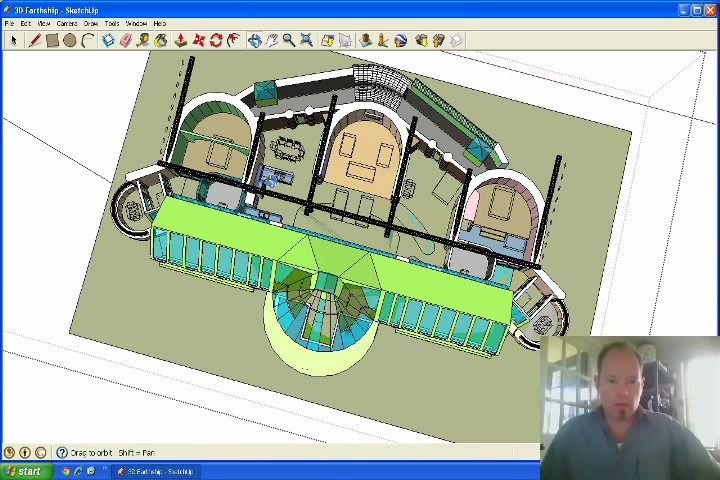 3D Earthship - SketchUp
File Edit View Camera Draw Tools Window Help
Drag to orbit. Shift = Pan
start
3D Earthship - SketchUp